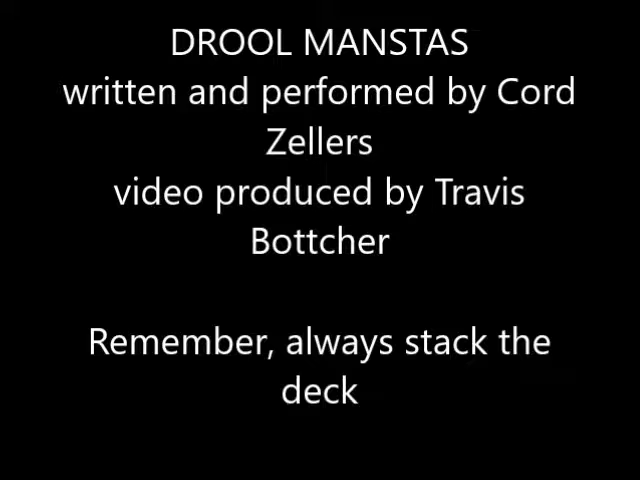 DROOL MANSTAS
written and performed by Cord
Zellers
video produced by Travis
Bottcher
Remember, always stack the
deck